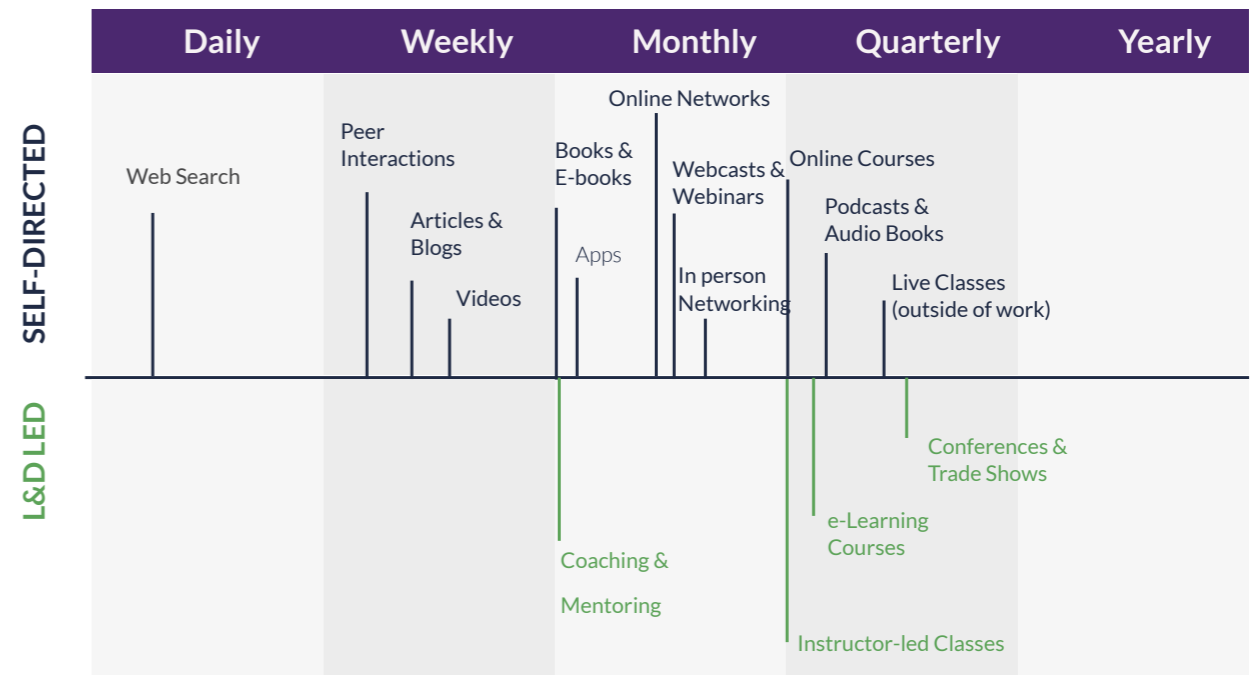 Daily
Weekly
Monthly
Quarterly
Yearly
SELF-DIRECTED
Web Search
Peer
Interactions
Articles &
Blogs
Videos
Books &
E-books
Apps
Online Networks
Webcasts &
Webinars
In person
Networking
Online Courses
Podcasts &
Audio Books
Live Classes
(outside of work)
L&D LED
Coaching &
Mentoring
Instructor-led Classes
e-Learning
Courses
Conferences &
Trade Shows